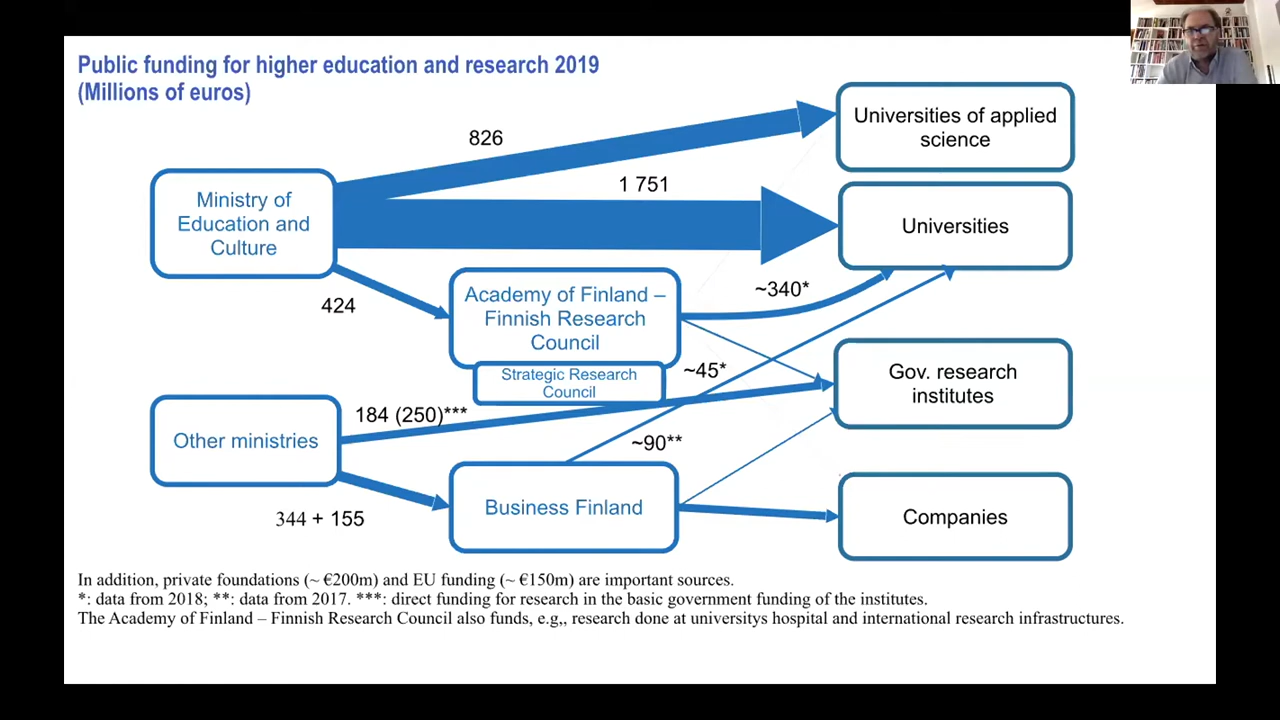 Public funding for higher education and research 2019
(Millions of euros)
826
Universities of applied
science
1 751
Ministry of
Education and
Culture
Universities
424
Academy of Finland –
Finnish Research
Council
~340*
Strategic Research
Council
~45*
Gov. research
institutes
184 (250)***
Other ministries
~90**
344 + 155
Business Finland
Companies
In addition, private foundations (~ €200m) and EU funding (~ €150m) are important sources.
*: data from 2018; **: data from 2017. ***: direct funding for research in the basic government funding of the institutes.
The Academy of Finland – Finnish Research Council also funds, e.g,, research done at universitys hospital and international research infrastructures.